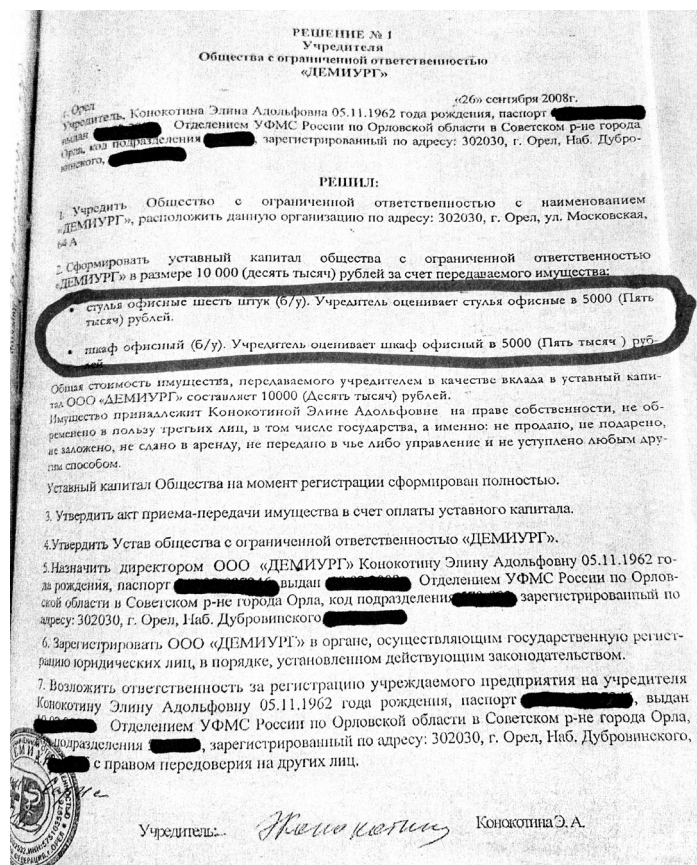 РЕШЕНИЕ № 1
Учредителя
Общества с ограниченной ответственностью
«ДЕМИУРГ»
г. Орел
«26» сентября 2008г.
Учредитель, Конокотина Элина Адольфовна 05.11.1962 года рождения, паспорт
выдан Отделением УФМС России по Орловской области в Советском р-не города
Орла, код подразделения , зарегистрированный по адресу: 302030, г. Орел, Наб. Дубро-
винского,
РЕШИЛ:
1. Учредить Общество с ограниченной ответственностью с наименованием
«ДЕМИУРГ», расположить данную организацию по адресу: 302030, г. Орел, ул. Московская,
64 А
2. Сформировать уставный капитал общества с ограниченной ответственностью
«ДЕМИУРГ» в размере 10 000 (десять тысяч) рублей за счет передаваемого имущества:
• стулья офисные шесть штук (б/у). Учредитель оценивает стулья офисные в 5000 (Пять
тысяч) рублей.
• шкаф офисный (б/у). Учредитель оценивает шкаф офисный в 5000 (Пять тысяч ) руб-
лей
Общая стоимость имущества, переданаемого учредителем в качестве вклада в уставный капи-
тал ООО «ДЕМИУРГ» составляет 10000 (Десять тысяч) рублей.
Имущество принадлежит Конокотиной Элине Адольфовне на праве собственности, не об-
ременено в пользу третьих лиц, в том числе государства, а именно: не продано, не подарено,
не заложено, не сдано в аренду, не передано в чье либо управление и не уступлено любым дру-
гим способом.
Уставный капитал Общества на момент регистрации сформирован полностью.
3. Утвердить акт приема-передачи имущества в счет оплаты уставного капитала.
4.Утвердить Устав общества с ограниченной ответственностью «ДЕМИУРГ».
5.Назначить директором ООО «ДЕМИУРГ» Конокотину Элину Адольфовну 05.11.1962 го-
да рождения, паспорт выдан Отделением УФМС России по Орлов-
ской области в Советском р-не города Орла, код подразделения зарегистрированный по
адресу: 302030, г. Орел, Наб. Дубровинского
6. Зарегистрировать ООО «ДЕМИУРГ» в органе, осуществляющим государственную регист-
рацию юридических лиц, в порядке, установленном действующим законодательством.
7. Возложить ответственность за регистрацию учреждаемого предприятия на учредителя
Конокотину Элину Адольфовну 05.11.1962 года рождения, паспорт , выдан
Отделением УФМС России по Орловской области в Советском р-не города Орла,
подразделения , зарегистрированный по адресу: 302030, г. Орел, Наб. Дубровинского,
с правом передоверия на других лиц.
Учредитель:... Конокотина Конокотина Э. А.